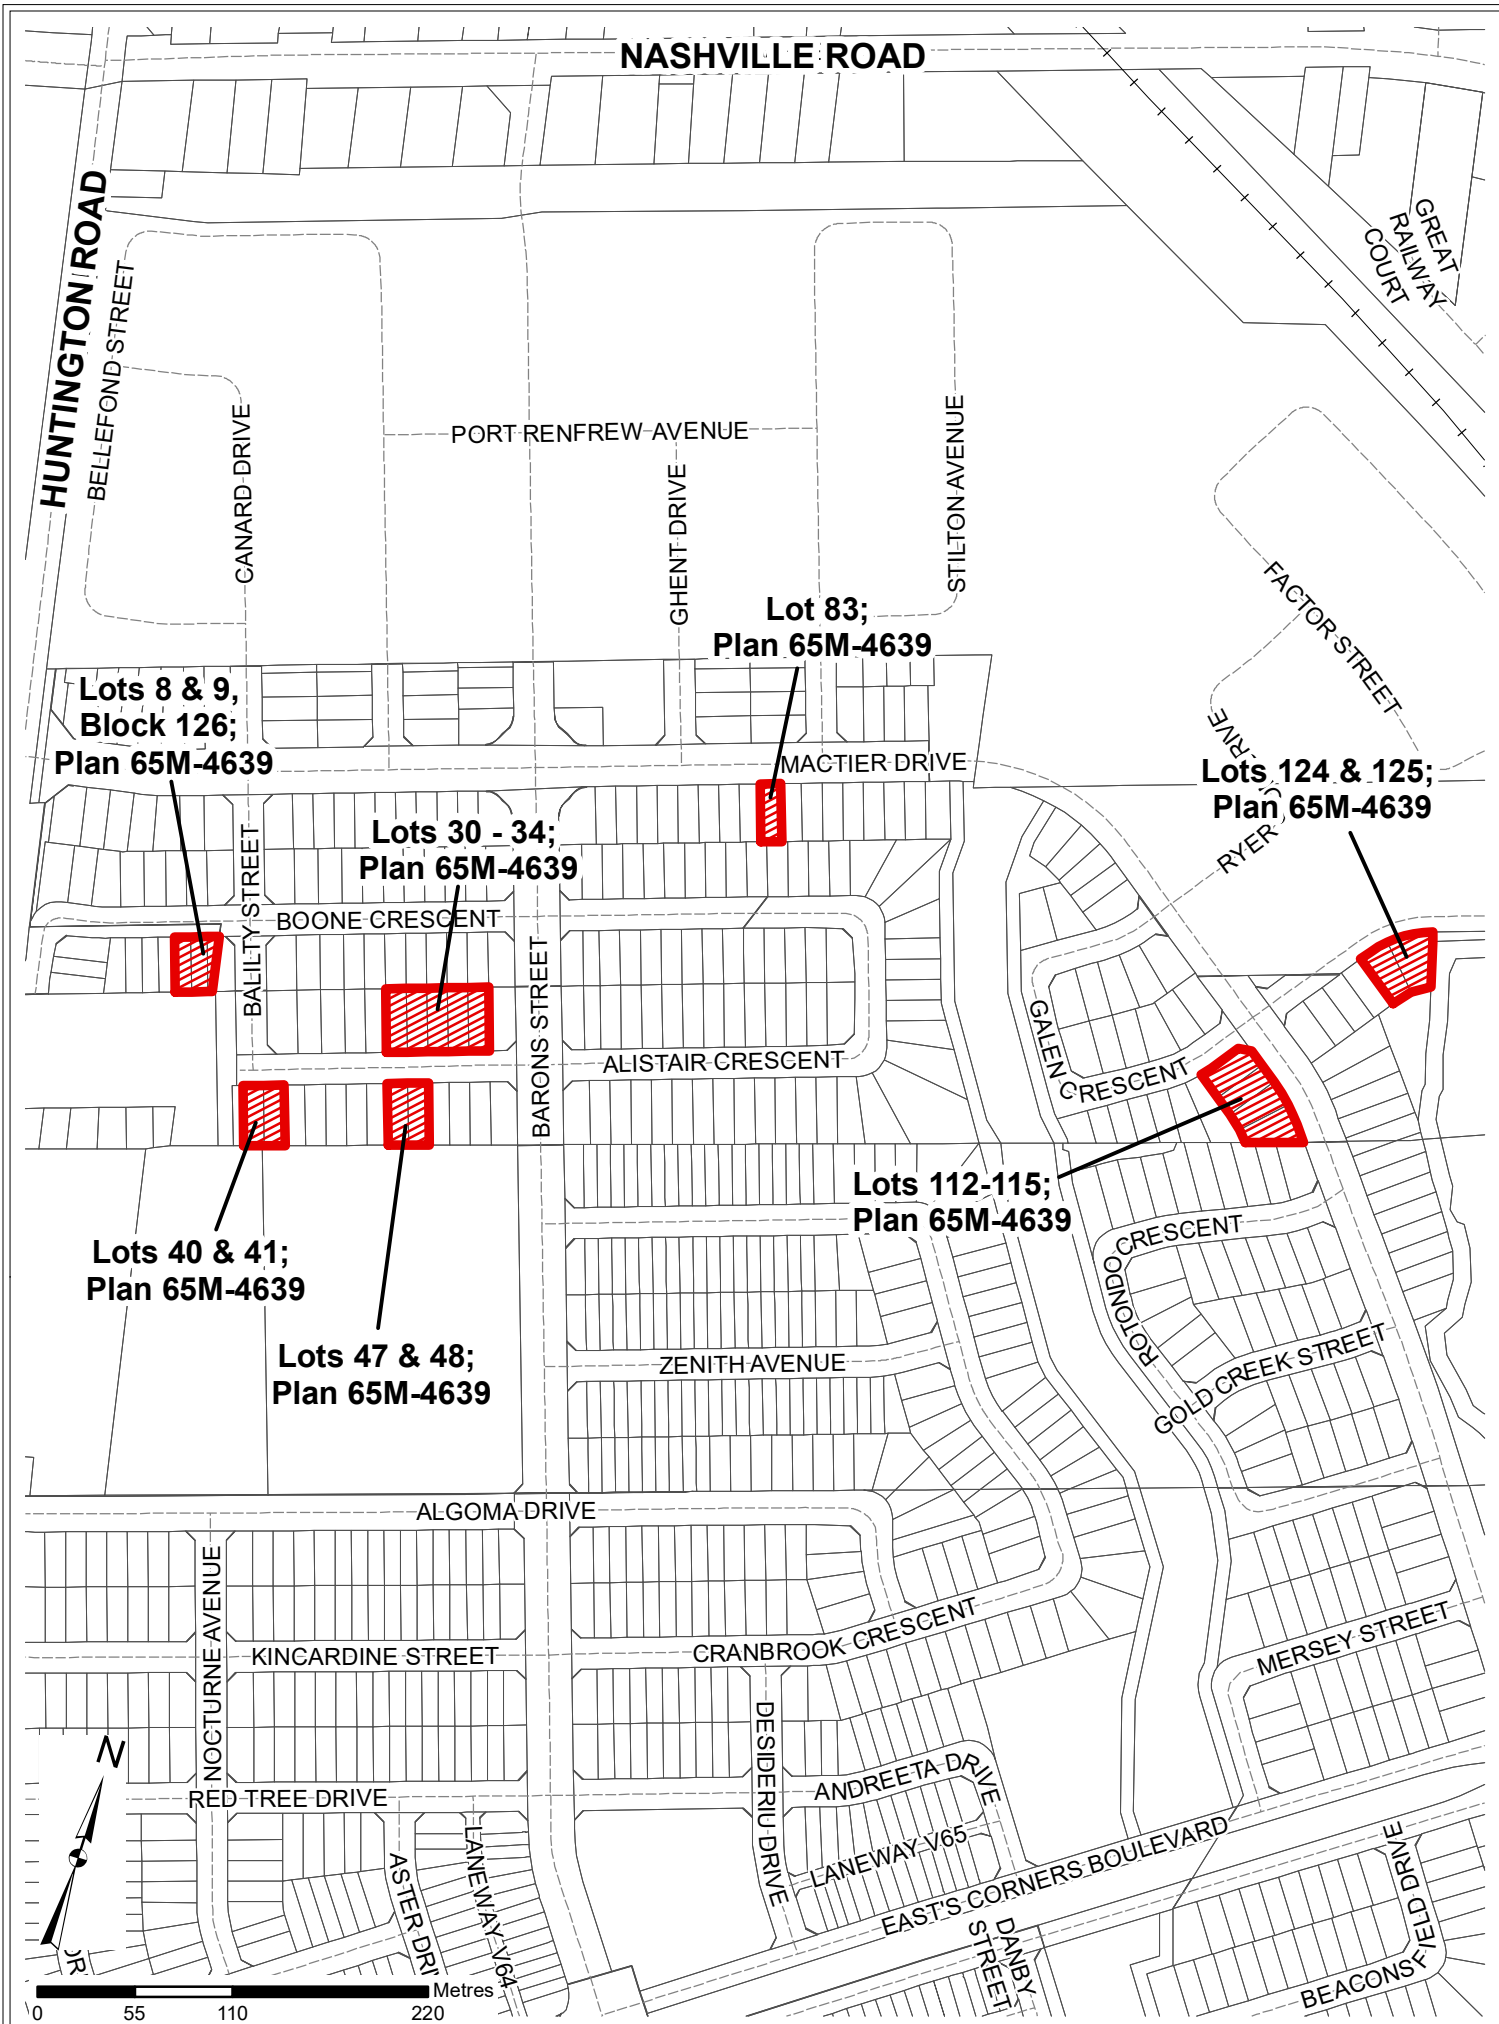 NASHVILLE ROAD
HUNTINGTON ROAD
BELLEFOND STREET
GREAT
RAILWAY
COURT
CANARD DRIVE
PORT RENFREW AVENUE
GHENT DRIVE
STILTON AVENUE
FACTOR STREET
Lot 83;
Plan 65M-4639
Lots 8 & 9,
Block 126;
Plan 65M-4639
MACTIER DRIVE
DRIVE
Lots 124 & 125;
Plan 65M-4639
RYER
Lots 30 - 34;
Plan 65M-4639
BALILTY STREET
BOONE CRESCENT
BARONS STREET
ALISTAIR CRESCENT
GALEN
CRESCENT
Lots 112-115;
Plan 65M-4639
Lots 40 & 41;
Plan 65M-4639
Lots 47 & 48;
Plan 65M-4639
ROTONDO
CRESCENT
ZENITH AVENUE
GOLD CREEK STREET
ALGOMA DRIVE
NOCTURNE AVENUE
KINCARDINE STREET
CRANBROOK CRESCENT
MERSEY STREET
DESIDERIU DRIVE
RED TREE DRIVE
ANDREETA DRIVE
LANEWAY V65
EAST'S CORNERS BOULEVARD
ASTER DRI
LANEWAY V64
DANBY
STREET
BEACONSFIELD DRIVE
N
DR
Metres
0 55 110 220